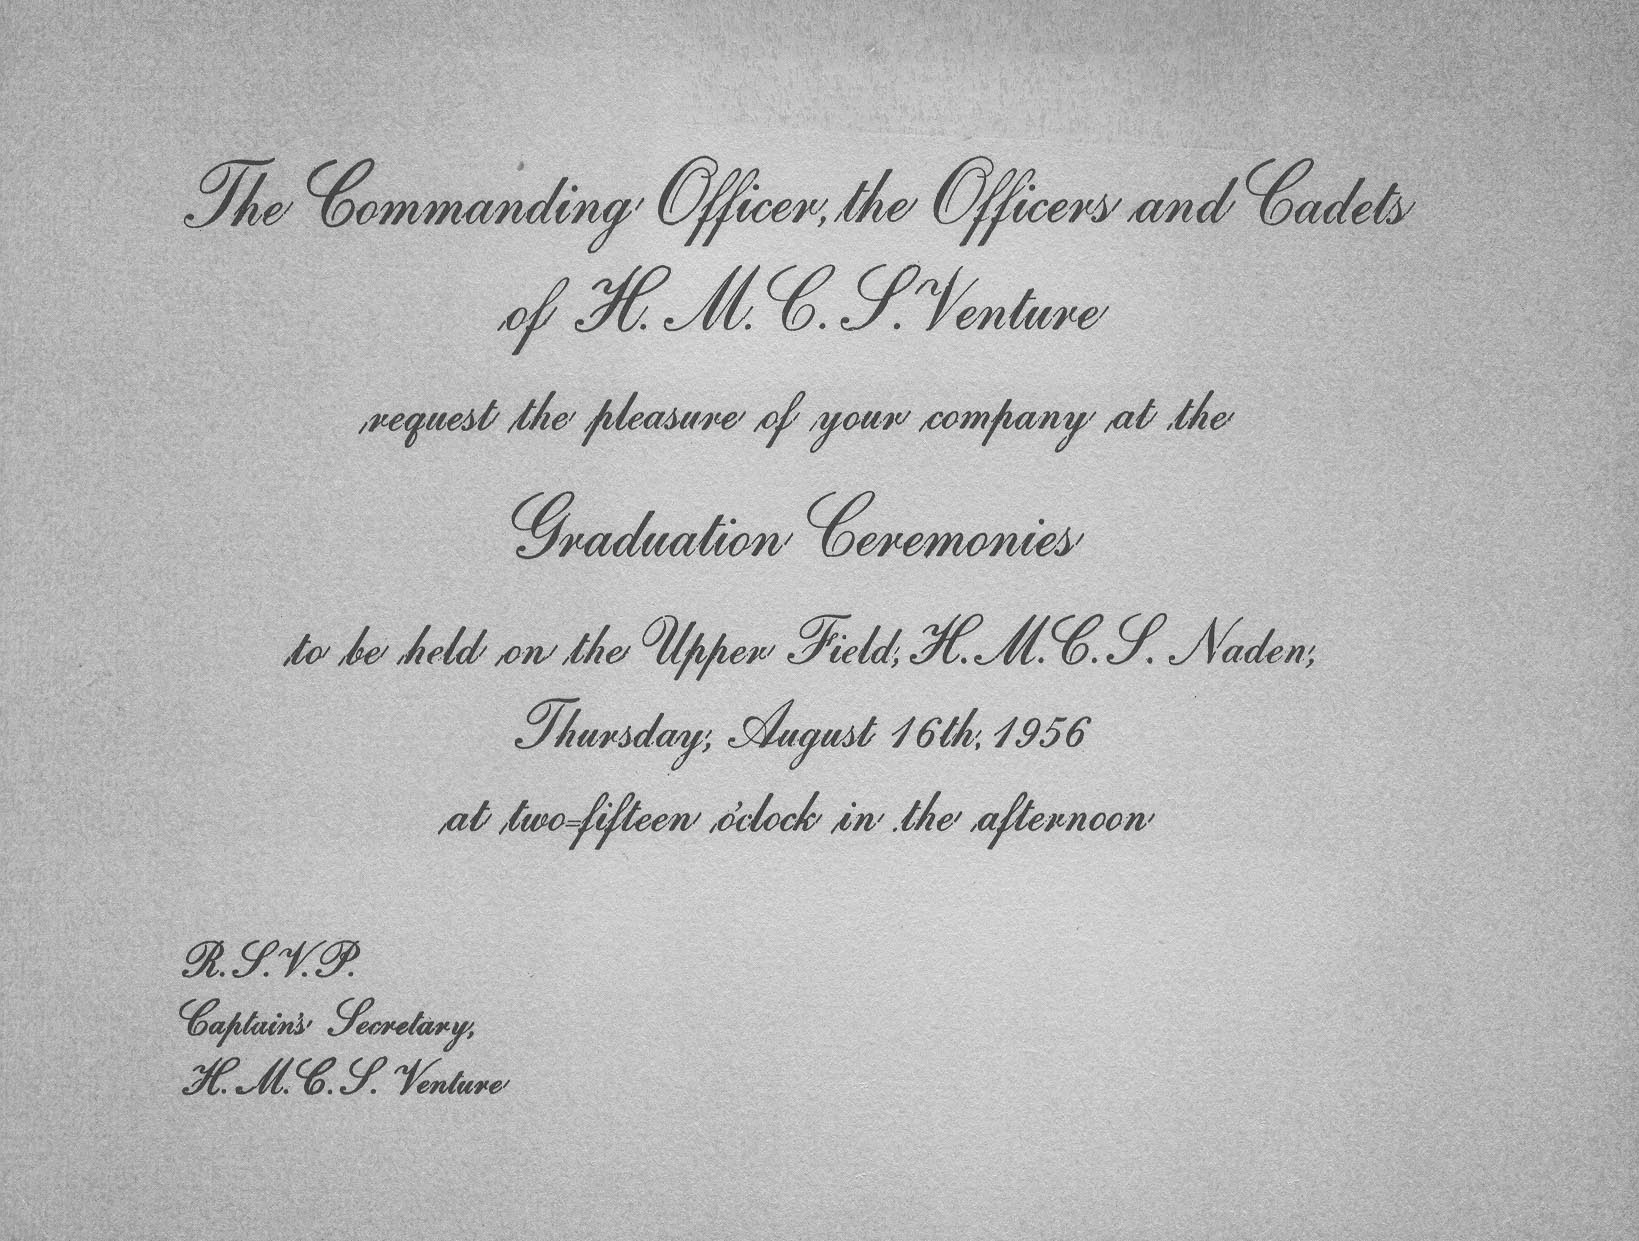 The Commanding Officer, the Officers and Cadets
of H. M. C. S. Venture
request the pleasure of your company at the
Graduation Ceremonies
to be held on the Upper Field, H. M. C. S. Naden,
Thursday, August 16th, 1956
at two-fifteen o'clock in the afternoon
R. S. V. P.
Captain's Secretary,
H. M. C. S. Venture